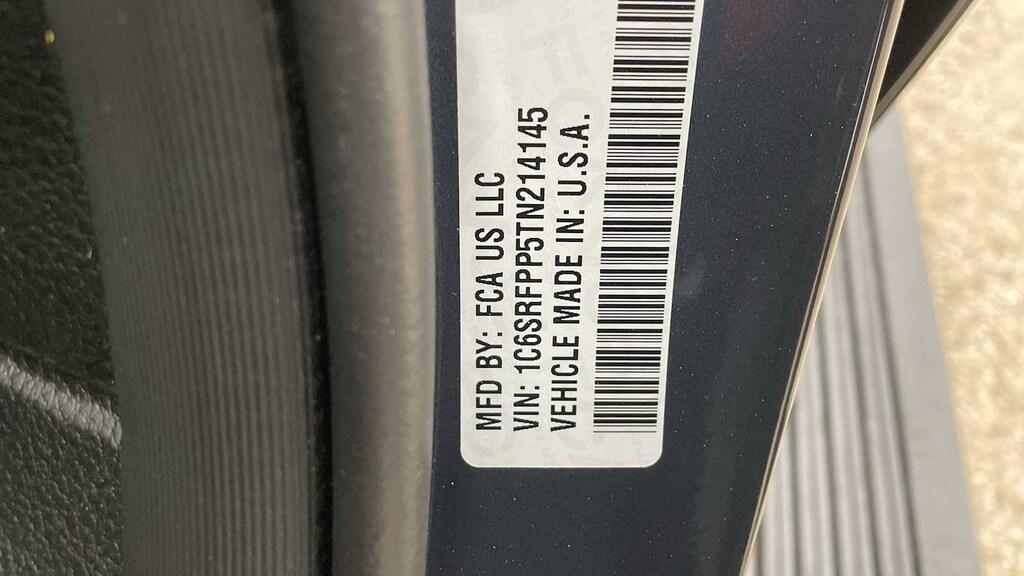 MFD BY: FCA US LLC
VIN: 1C6SRFPP5TN214145
VEHICLE MADE IN: U.S.A.